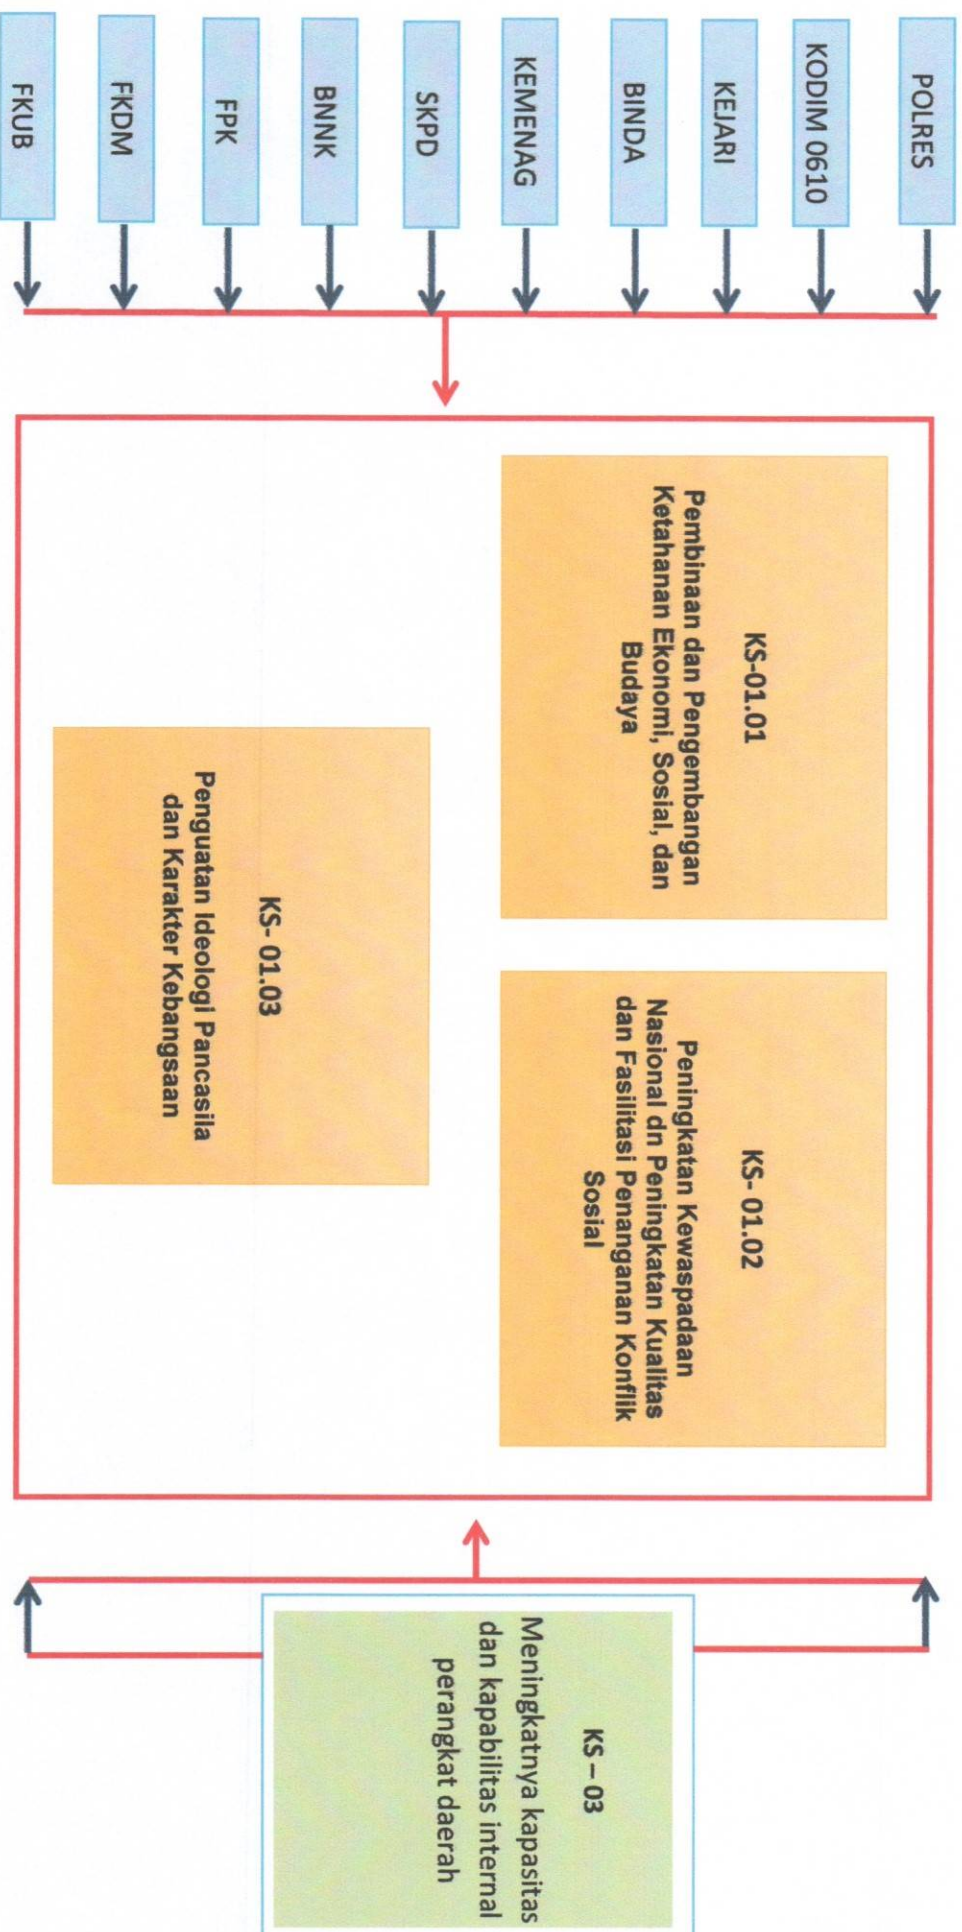 POLRES
KODIM 0610
KEJARI
BINDA
KEMENAG
SKPD
BNNK
FPK
FKDM
FKUB
KS-01.01
Pembinaan dan Pengembangan
Ketahanan Ekonomi, Sosial, dan
Budaya
KS- 01.02
Peningkatan Kewaspadaan
Nasional dn Peningkatan Kualitas
dan Fasilitasi Penanganan Konflik
Sosial
KS- 01.03
Penguatan Ideologi Pancasila
dan Karakter Kebangsaan
KS – 03
Meningkatnya kapasitas
dan kapabilitas internal
perangkat daerah